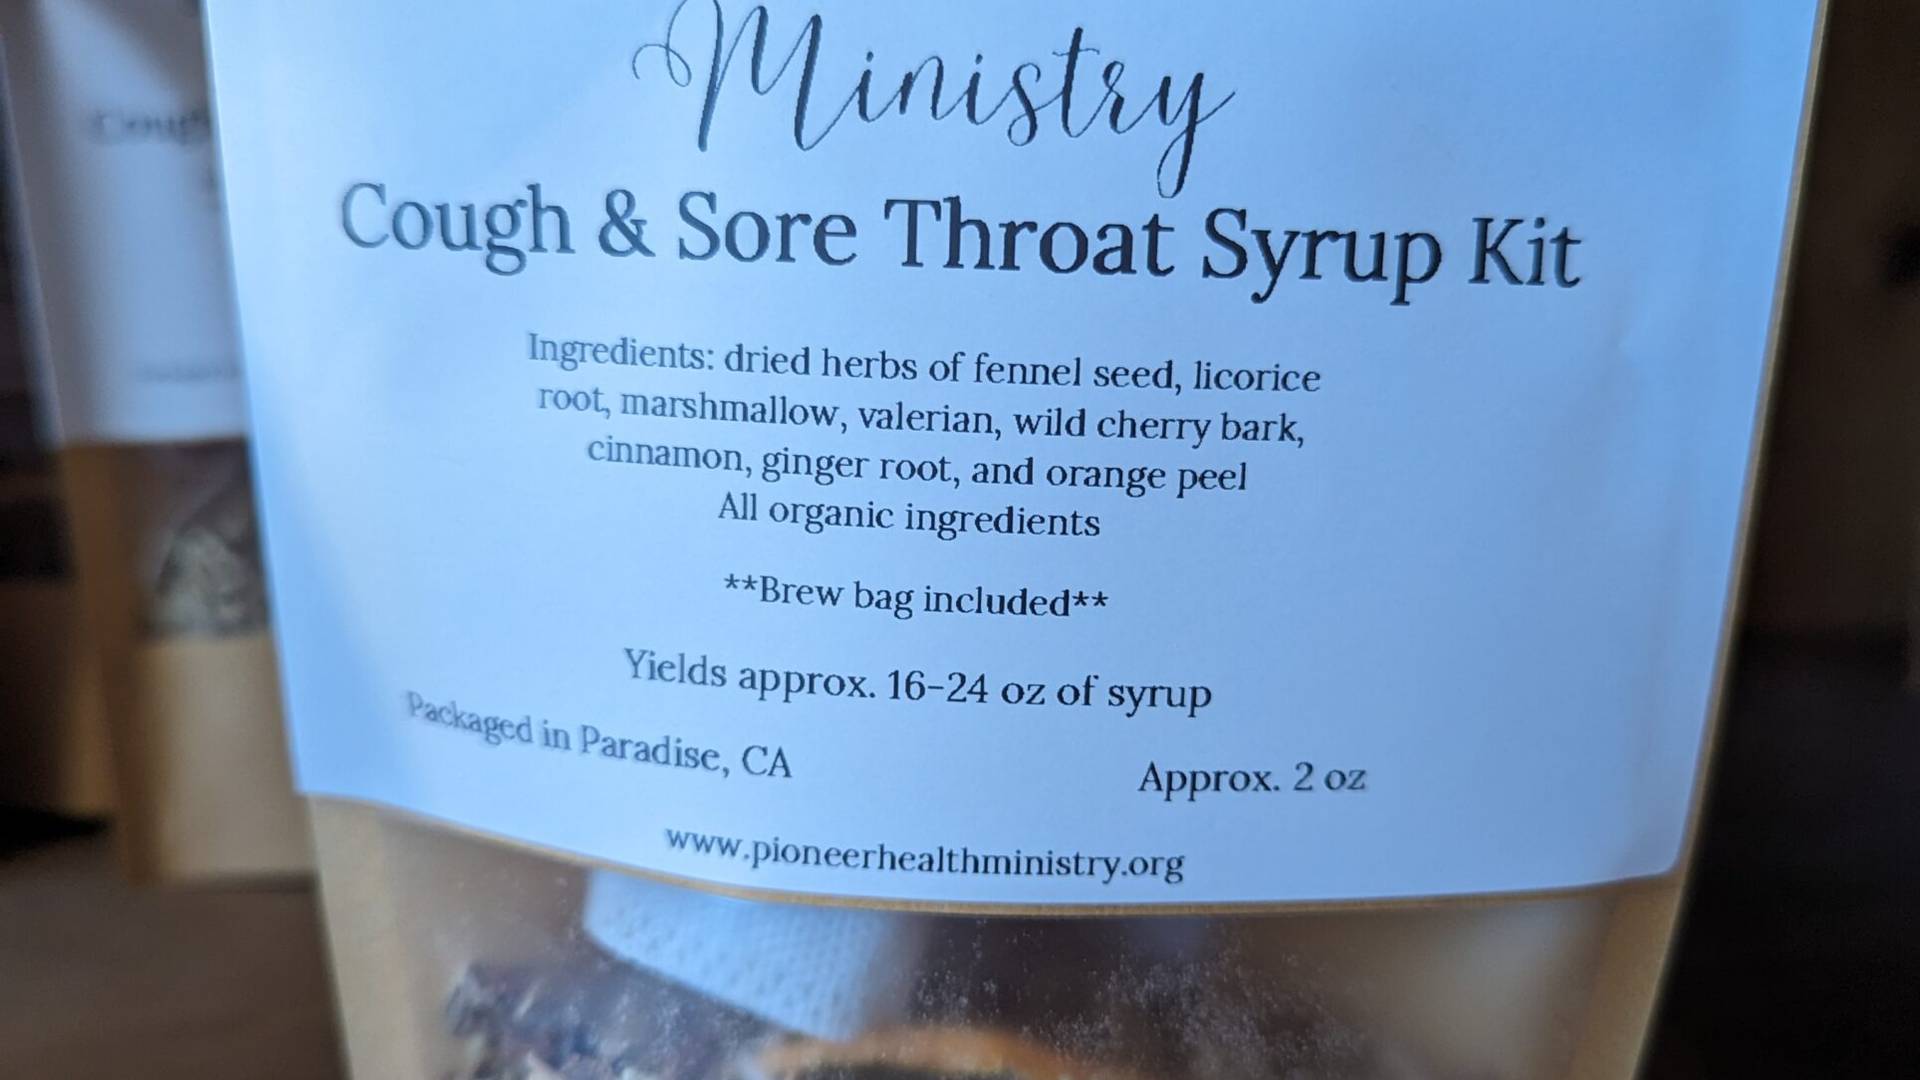 Ministry
Cough & Sore Throat Syrup Kit
Ingredients: dried herbs of fennel seed, licorice
root, marshmallow, valerian, wild cherry bark,
cinnamon, ginger root, and orange peel
All organic ingredients
**Brew bag included**
Yields approx. 16-24 oz of syrup
Packaged in Paradise, CA
Approx. 2 oz
www.pioneerhealthministry.org